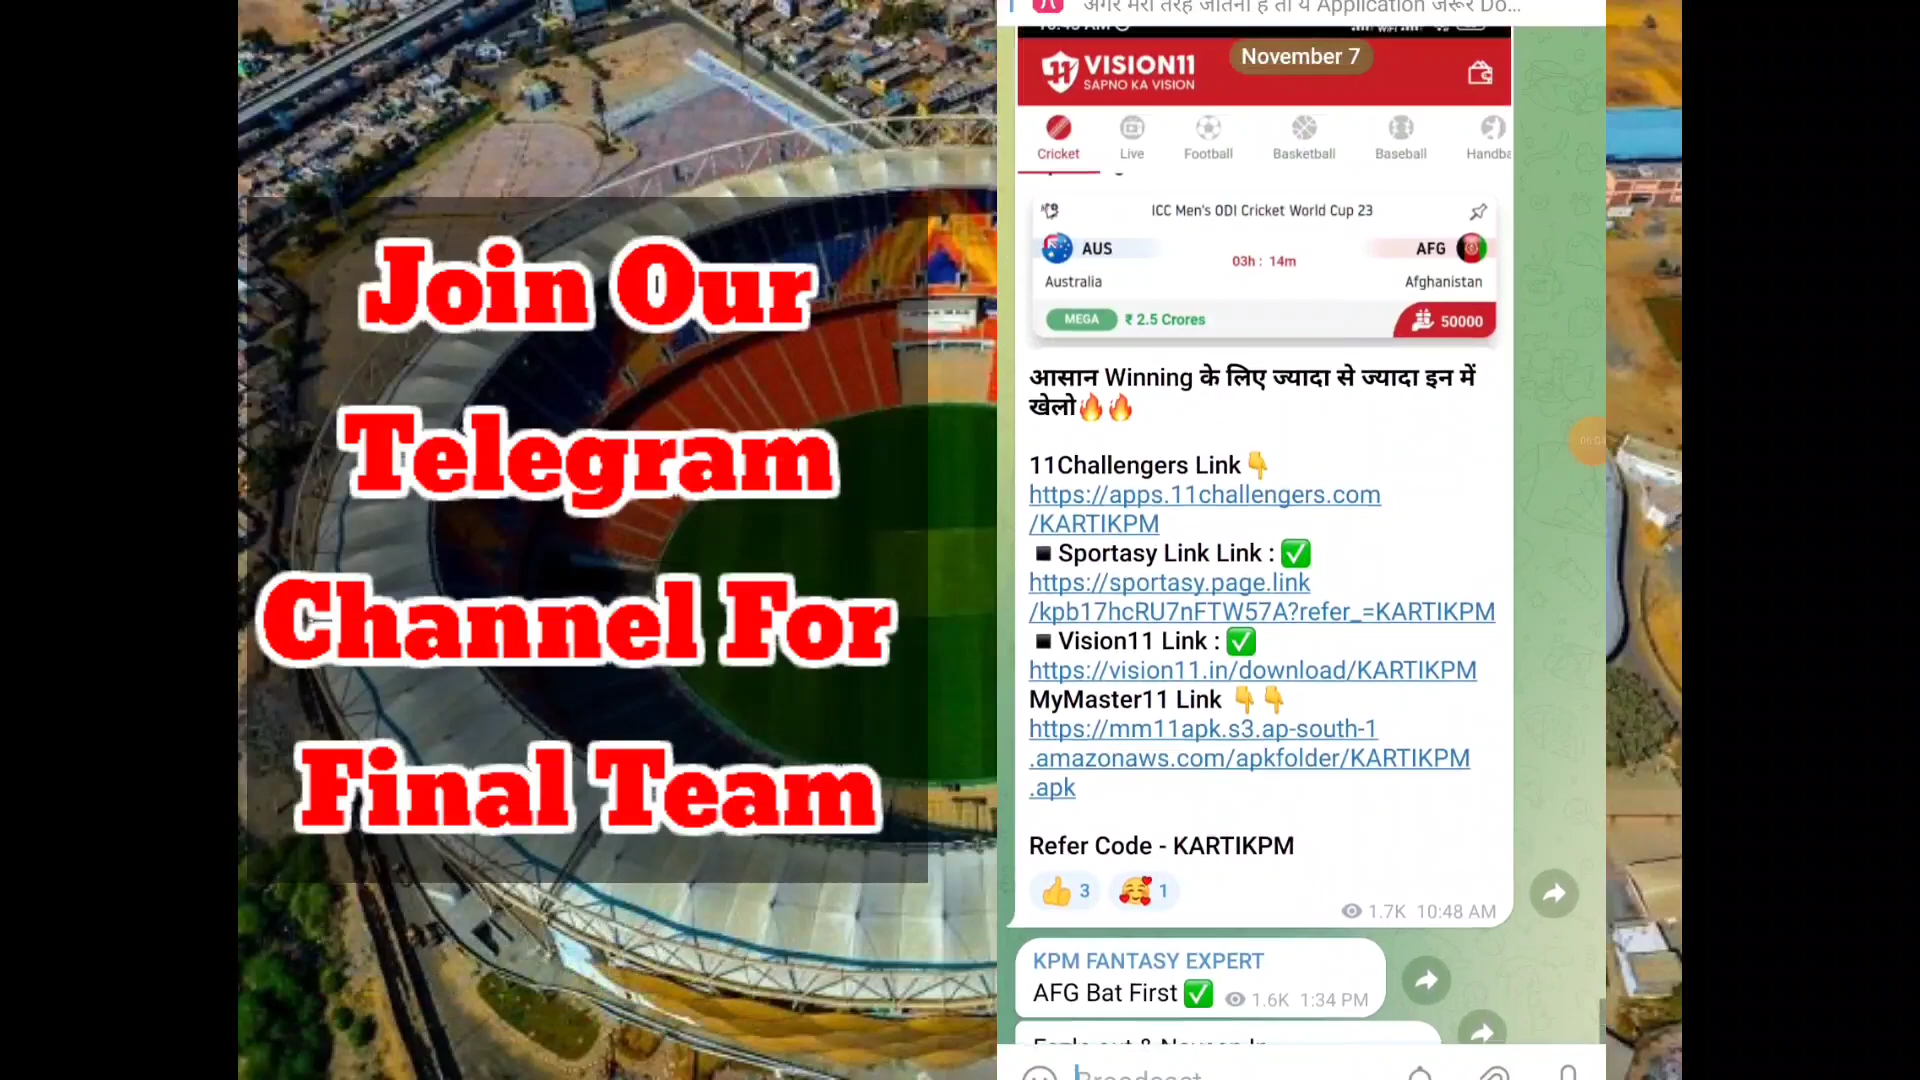 Join Our
Telegram
Channel For
Final Team
VISION11
SAPNO KA VISION
November 7
Cricket
Live
Football
Basketball
Baseball
Handba
ICC Men's ODI Cricket World Cup 23
AUS
AFG
03h : 14m
Australia
Afghanistan
MEGA
₹ 2.5 Crores
50000
आसान Winning के लिए ज्यादा से ज्यादा इन में
खेलो🔥🔥
11Challengers Link👇
https://apps.11challengers.com
/KARTIKPM
◾Sportasy Link Link : ✅
https://sportasy.page.link
/kpb17hcRU7nFTW57A?refer_=KARTIKPM
◾Vision11 Link : ✅
https://vision11.in/download/KARTIKPM
MyMaster11 Link 👇👇
https://mm11apk.s3.ap-south-1
.amazonaws.com/apkfolder/KARTIKPM
.apk
Refer Code - KARTIKPM
👍 3 🥰 1
1.7K 10:48 AM
KPM FANTASY EXPERT
AFG Bat First ✅ 1.6K 1:34 PM
Broadcast